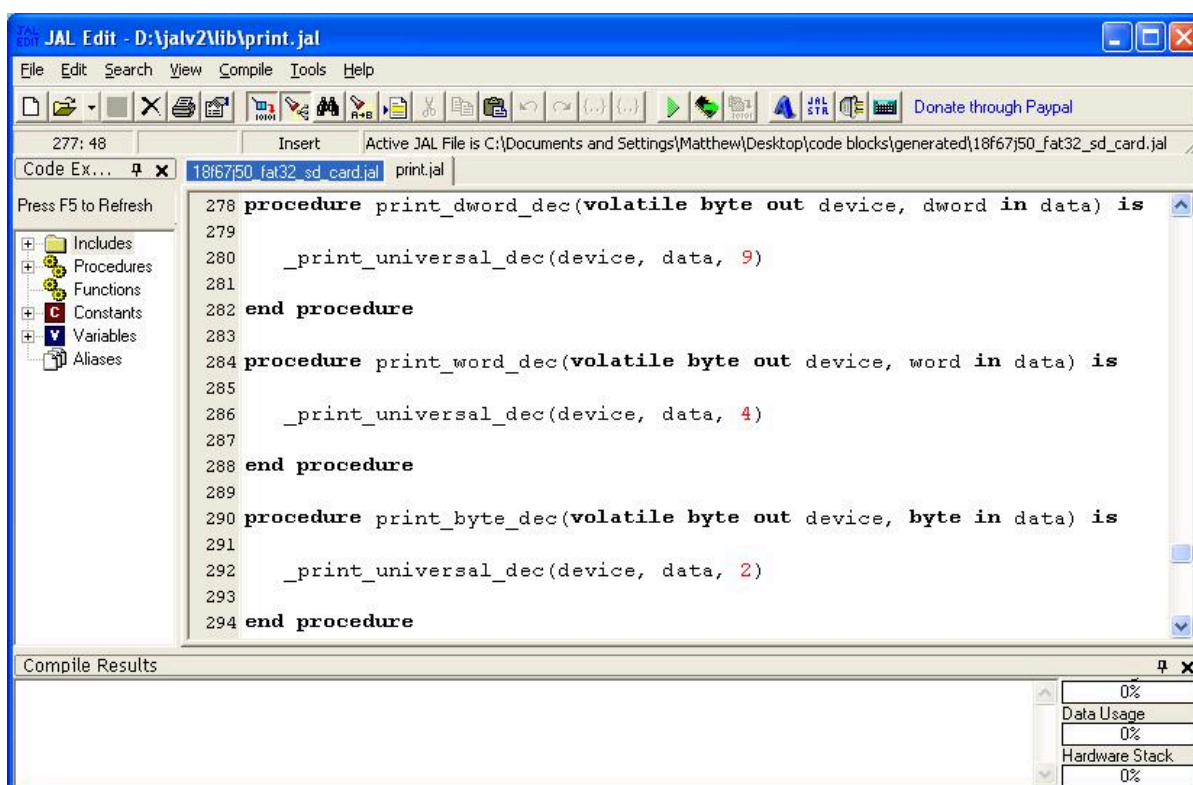 JAL EDIT JAL Edit - D:\jalv2\lib\print.jal
File Edit Search View Compile Tools Help
10101 A+B {..} {..} 10101 JAL STR Donate through Paypal
277: 48 Insert Active JAL File is C:\Documents and Settings\Matthew\Desktop\code blocks\generated\18f67j50_fat32_sd_card.jal
Code Ex... 18f67j50_fat32_sd_card.jal print.jal
Press F5 to Refresh
Includes
Procedures
Functions
C Constants
V Variables
Aliases
278 procedure print_dword_dec(volatile byte out device, dword in data) is
279
280 _print_universal_dec(device, data, 9)
281
282 end procedure
283
284 procedure print_word_dec(volatile byte out device, word in data) is
285
286 _print_universal_dec(device, data, 4)
287
288 end procedure
289
290 procedure print_byte_dec(volatile byte out device, byte in data) is
291
292 _print_universal_dec(device, data, 2)
293
294 end procedure
Compile Results
0%
Data Usage
0%
Hardware Stack
0%